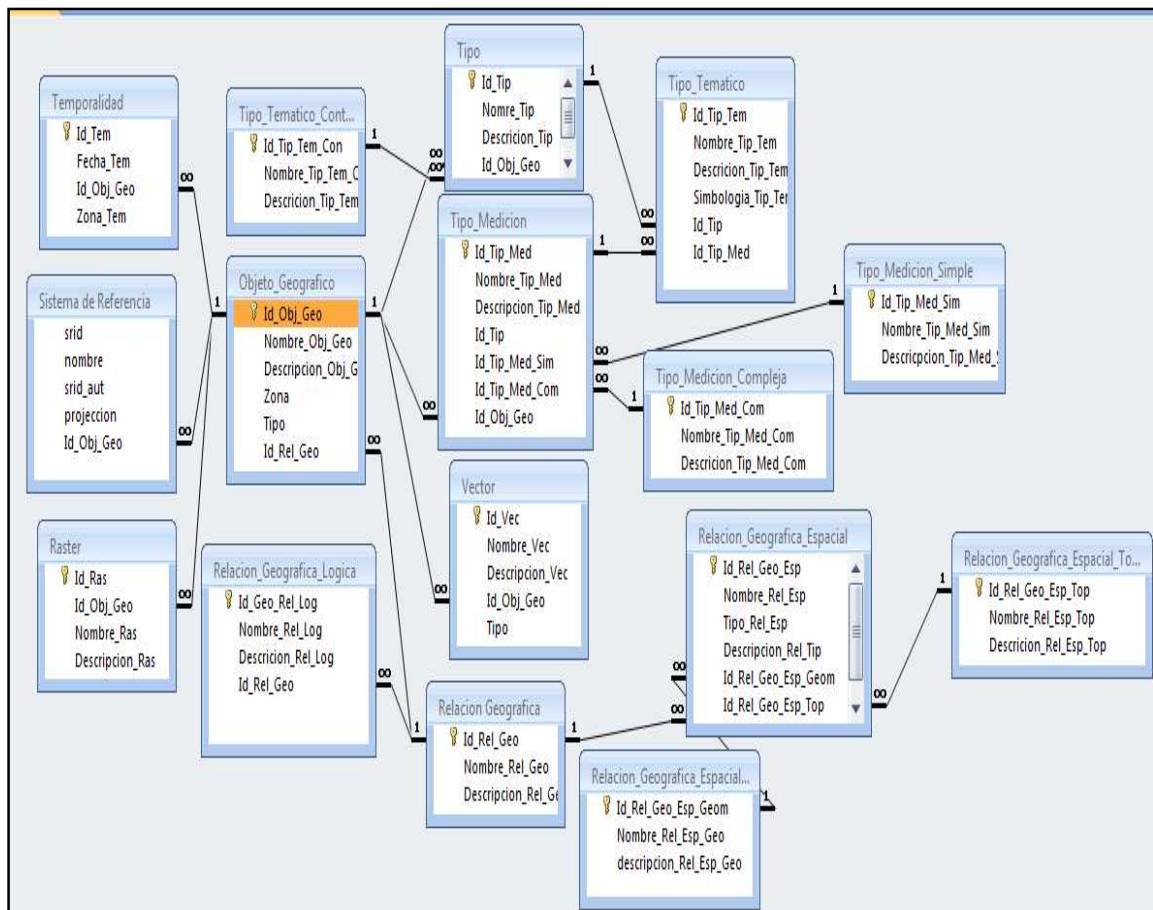 Temporalidad
Id_Tem
Fecha_Tem
Id_Obj_Geo
Zona_Tem
Tipo_Tematico_Cont...
Id_Tip_Tem_Con
Nombre_Tip_Tem_C
Descricion_Tip_Tem
Tipo
Id_Tip
Nomre_Tip
Descricion_Tip
Id_Obj_Geo
Tipo_Tematico
Id_Tip_Tem
Nombre_Tip_Tem
Descricion_Tip_Tem
Simbologia_Tip_Ter
Id_Tip
Id_Tip_Med
Sistema de Referencia
srid
nombre
srid_aut
projeccion
Id_Obj_Geo
Objeto_Geografico
Id_Obj_Geo
Nombre_Obj_Geo
Descripcion_Obj_G
Zona
Tipo
Id_Rel_Geo
Tipo_Medicion
Id_Tip_Med
Nombre_Tip_Med
Descripcion_Tip_Med
Id_Tip
Id_Tip_Med_Sim
Id_Tip_Med_Com
Id_Obj_Geo
Tipo_Medicion_Simple
Id_Tip_Med_Sim
Nombre_Tip_Med_Sim
Descricpcion_Tip_Med_S
Tipo_Medicion_Compleja
Id_Tip_Med_Com
Nombre_Tip_Med_Com
Descricion_Tip_Med_Com
Raster
Id_Ras
Id_Obj_Geo
Nombre_Ras
Descripcion_Ras
Relacion_Geografica_Logica
Id_Geo_Rel_Log
Nombre_Rel_Log
Descricion_Rel_Log
Id_Rel_Geo
Vector
Id_Vec
Nombre_Vec
Descripcion_Vec
Id_Obj_Geo
Tipo
Relacion Geografica
Id_Rel_Geo
Nombre_Rel_Geo
Descripcion_Rel_Ge
Relacion_Geografica_Espacial
Id_Rel_Geo_Esp
Nombre_Rel_Esp
Tipo_Rel_Esp
Descripcion_Rel_Tip
Id_Rel_Geo_Esp_Geom
Id_Rel_Geo_Esp_Top
Relacion_Geografica_Espacial_To...
Id_Rel_Geo_Esp_Top
Nombre_Rel_Esp_Top
Descricion_Rel_Esp_Top
Relacion_Geografica_Espacial...
Id_Rel_Geo_Esp_Geom
Nombre_Rel_Esp_Geo
descripcion_Rel_Esp_Geo